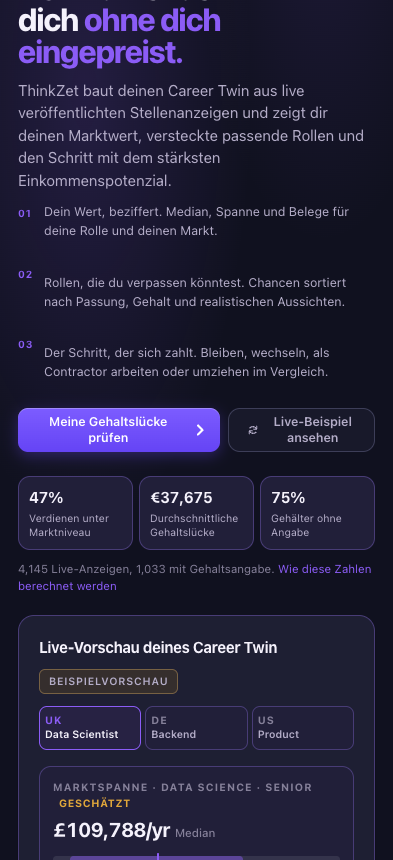 dich ohne dich
eingepreist.
ThinkZet baut deinen Career Twin aus live
veröffentlichten Stellenanzeigen und zeigt dir
deinen Marktwert, versteckte passende Rollen und
den Schritt mit dem stärksten
Einkommenspotenzial.
01 Dein Wert, beziffert. Median, Spanne und Belege für
deine Rolle und deinen Markt.
02 Rollen, die du verpassen könntest. Chancen sortiert
nach Passung, Gehalt und realistischen Aussichten.
03 Der Schritt, der sich zahlt. Bleiben, wechseln, als
Contractor arbeiten oder umziehen im Vergleich.
Meine Gehaltslücke
prüfen
Live-Beispiel
ansehen
47%
Verdienen unter
Marktniveau
€37,675
Durchschnittliche
Gehaltslücke
75%
Gehälter ohne
Angabe
4,145 Live-Anzeigen, 1,033 mit Gehaltsangabe. Wie diese Zahlen
berechnet werden
Live-Vorschau deines Career Twin
BEISPIELVORSCHAU
UK
Data Scientist
DE
Backend
US
Product
MARKTSPANNE · DATA SCIENCE · SENIOR
GESCHÄTZT
£109,788/yr Median